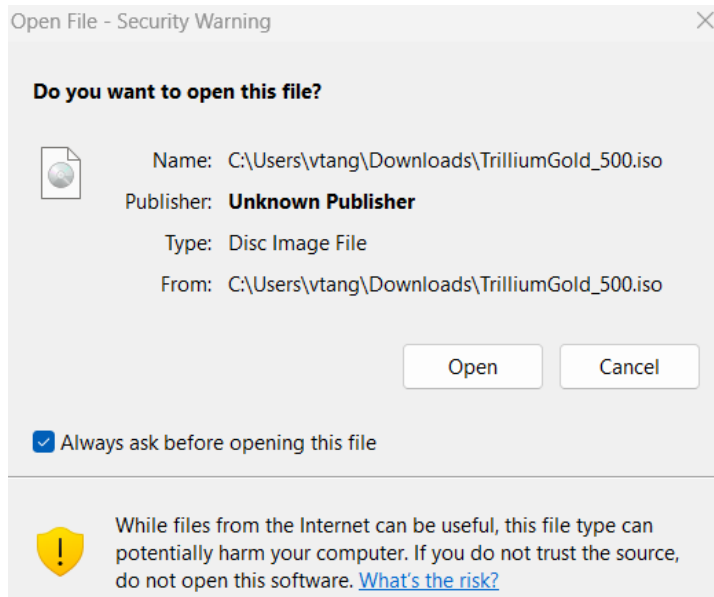 Open File - Security Warning
Do you want to open this file?
Name: C:\Users\vtang\Downloads\TrilliumGold_500.iso
Publisher: Unknown Publisher
Type: Disc Image File
From: C:\Users\vtang\Downloads\TrilliumGold_500.iso
Open Cancel
Always ask before opening this file
While files from the Internet can be useful, this file type can
potentially harm your computer. If you do not trust the source,
do not open this software. What's the risk?